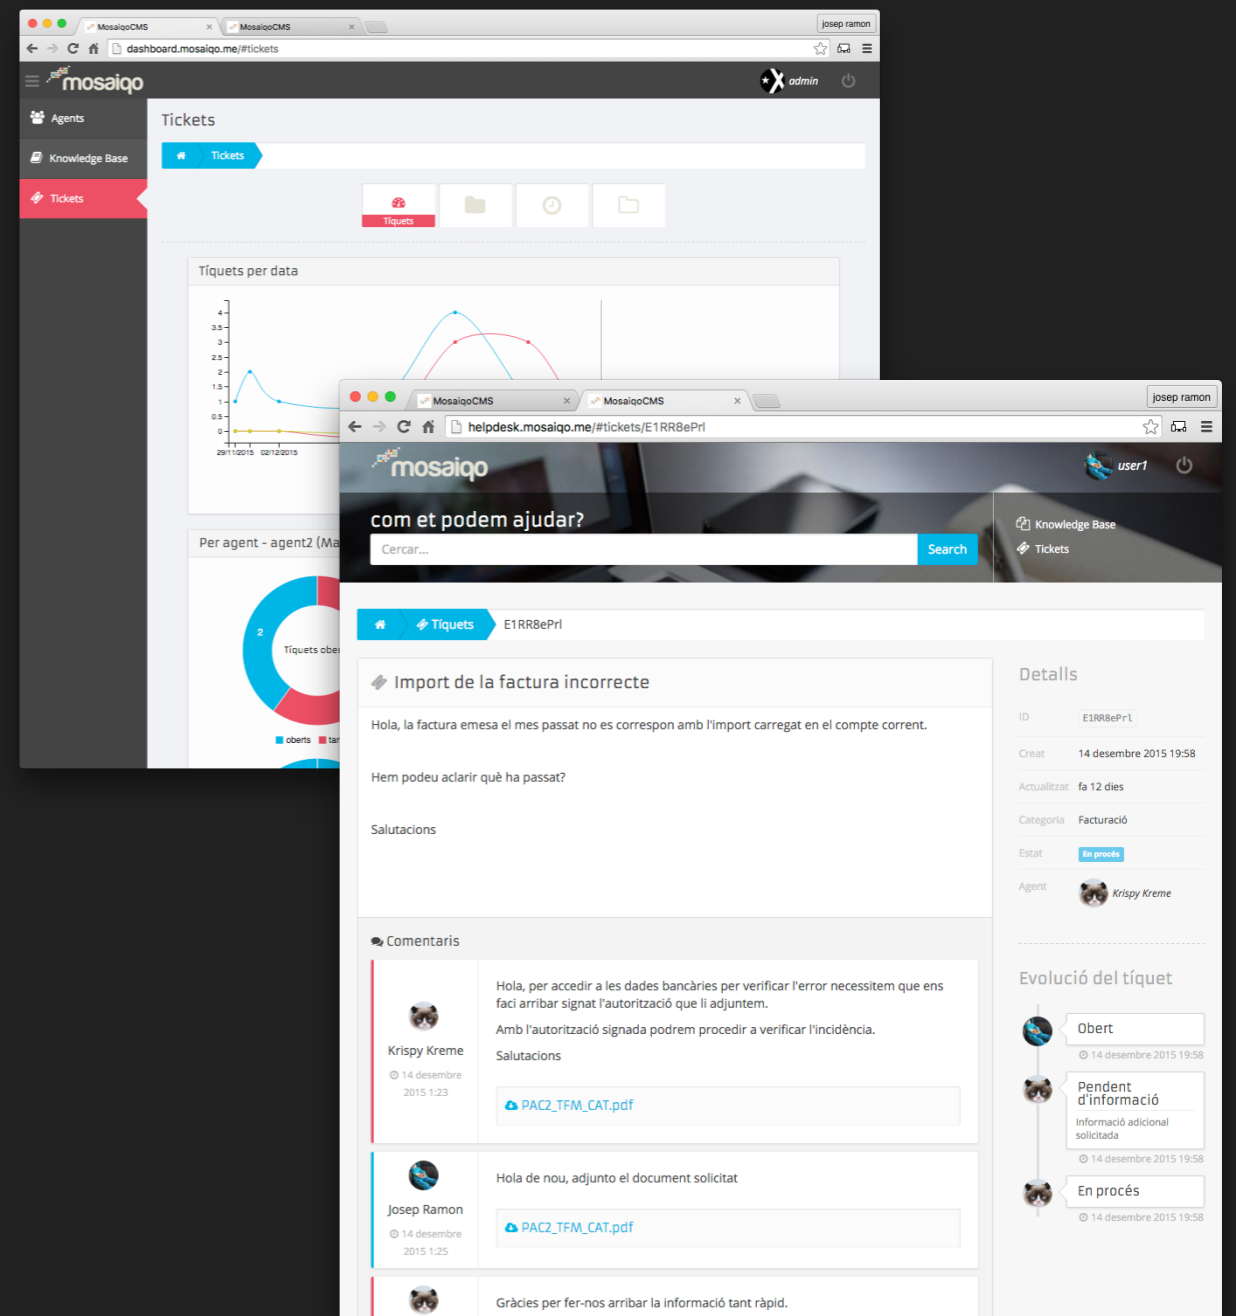 MosaiqoCMS
MosaiqoCMS
josep ramon
dashboard.mosaiqo.me/#tickets
mosaiqo
admin
Agents
Knowledge Base
Tickets
Tickets
Tickets
Tíquets
Tíquets per data
4
3.5
3
2.5
2
1.5
1
0.5
0
29/11/2015
02/12/2015
Per agent - agent2 (Ma
2
Tíquets ober
oberts
tan
MosaiqoCMS
MosaiqoCMS
josep ramon
helpdesk.mosaiqo.me/#tickets/E1RR8ePrl
mosaiqo
user1
com et podem ajudar?
Cercar...
Search
Knowledge Base
Tickets
Tíquets
E1RR8ePrl
Import de la factura incorrecte
Hola, la factura emesa el mes passat no es correspon amb l'import carregat en el compte corrent.
Hem podeu aclarir què ha passat?
Salutacions
Comentaris
Krispy Kreme
14 desembre
2015 1:23
Hola, per accedir a les dades bancàries per verificar l'error necessitem que ens
faci arribar signat l'autorització que li adjuntem.
Amb l'autorització signada podrem procedir a verificar l'incidència.
Salutacions
PAC2_TFM_CAT.pdf
Josep Ramon
14 desembre
2015 1:25
Hola de nou, adjunto el document solicitat
PAC2_TFM_CAT.pdf
Gràcies per fer-nos arribar la informació tant ràpid.
Detalls
ID E1RR8ePrl
Creat 14 desembre 2015 19:58
Actualitzat fa 12 dies
Categoria Facturació
Estat En procés
Agent Krispy Kreme
Evolució del tíquet
Obert
14 desembre 2015 19:58
Pendent
d'informació
Informació adicional
solicitada
14 desembre 2015 19:58
En procés
14 desembre 2015 19:58